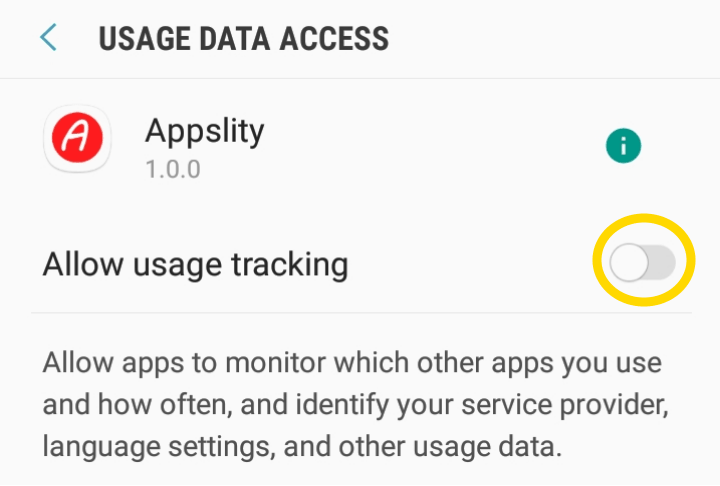 USAGE DATA ACCESS
A
Appslity
i
1.0.0
Allow usage tracking
Allow apps to monitor which other apps you use
and how often, and identify your service provider,
language settings, and other usage data.